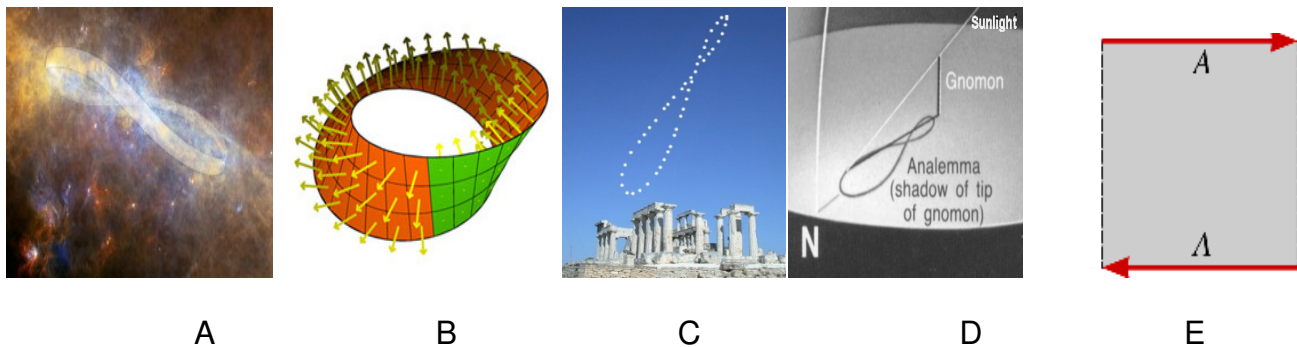 Sunlight
Gnomon
Analemma
(shadow of tip
of gnomon)
N
A
Λ
A
B
C
D
E